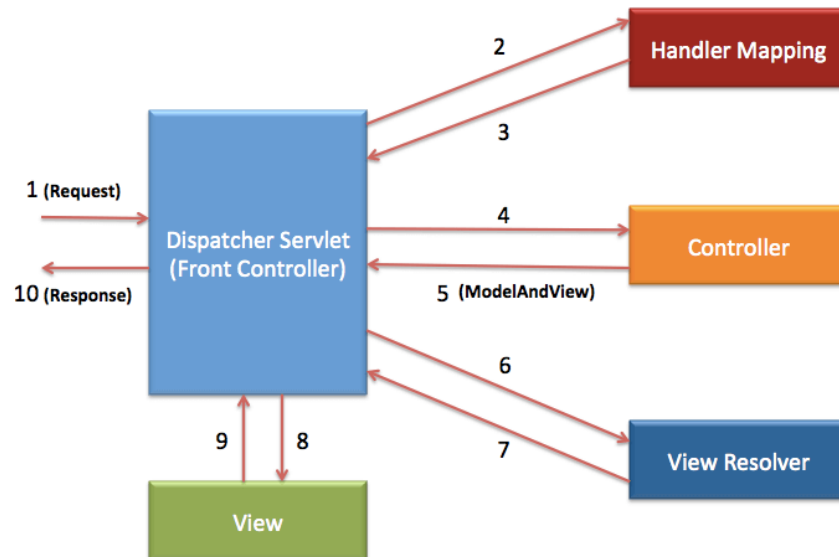 2
Handler Mapping
3
1 (Request)
Dispatcher Servlet
(Front Controller)
4
Controller
10 (Response)
5 (ModelAndView)
6
7
View Resolver
9
8
View